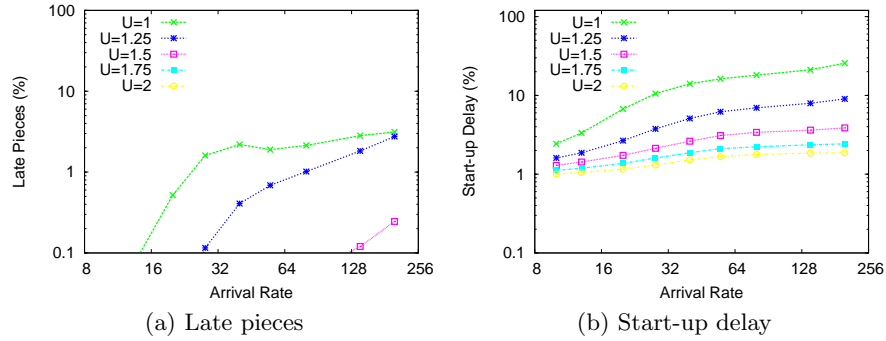 Late Pieces (%)
100
10
1
0.1
U=1
U=1.25
U=1.5
U=1.75
U=2
8 16 32 64 128 256
Arrival Rate
(a) Late pieces
Start-up Delay (%)
100
10
1
0.1
U=1
U=1.25
U=1.5
U=1.75
U=2
8 16 32 64 128 256
Arrival Rate
(b) Start-up delay